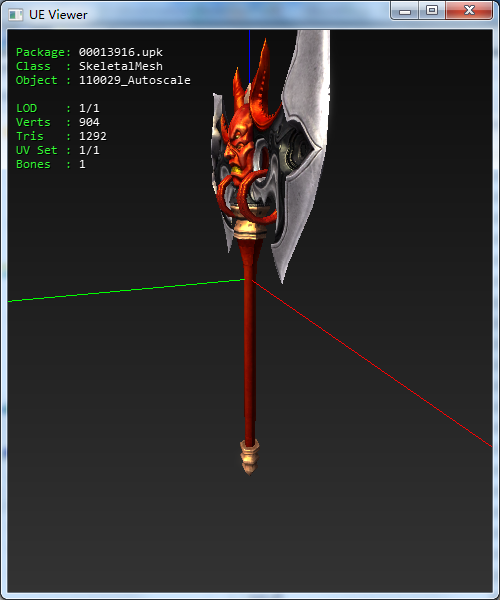 UE Viewer
Package: 00013916.upk
Class : SkeletalMesh
Object : 110029_Autoscale
LOD : 1/1
Verts : 904
Tris : 1292
UV Set : 1/1
Bones : 1